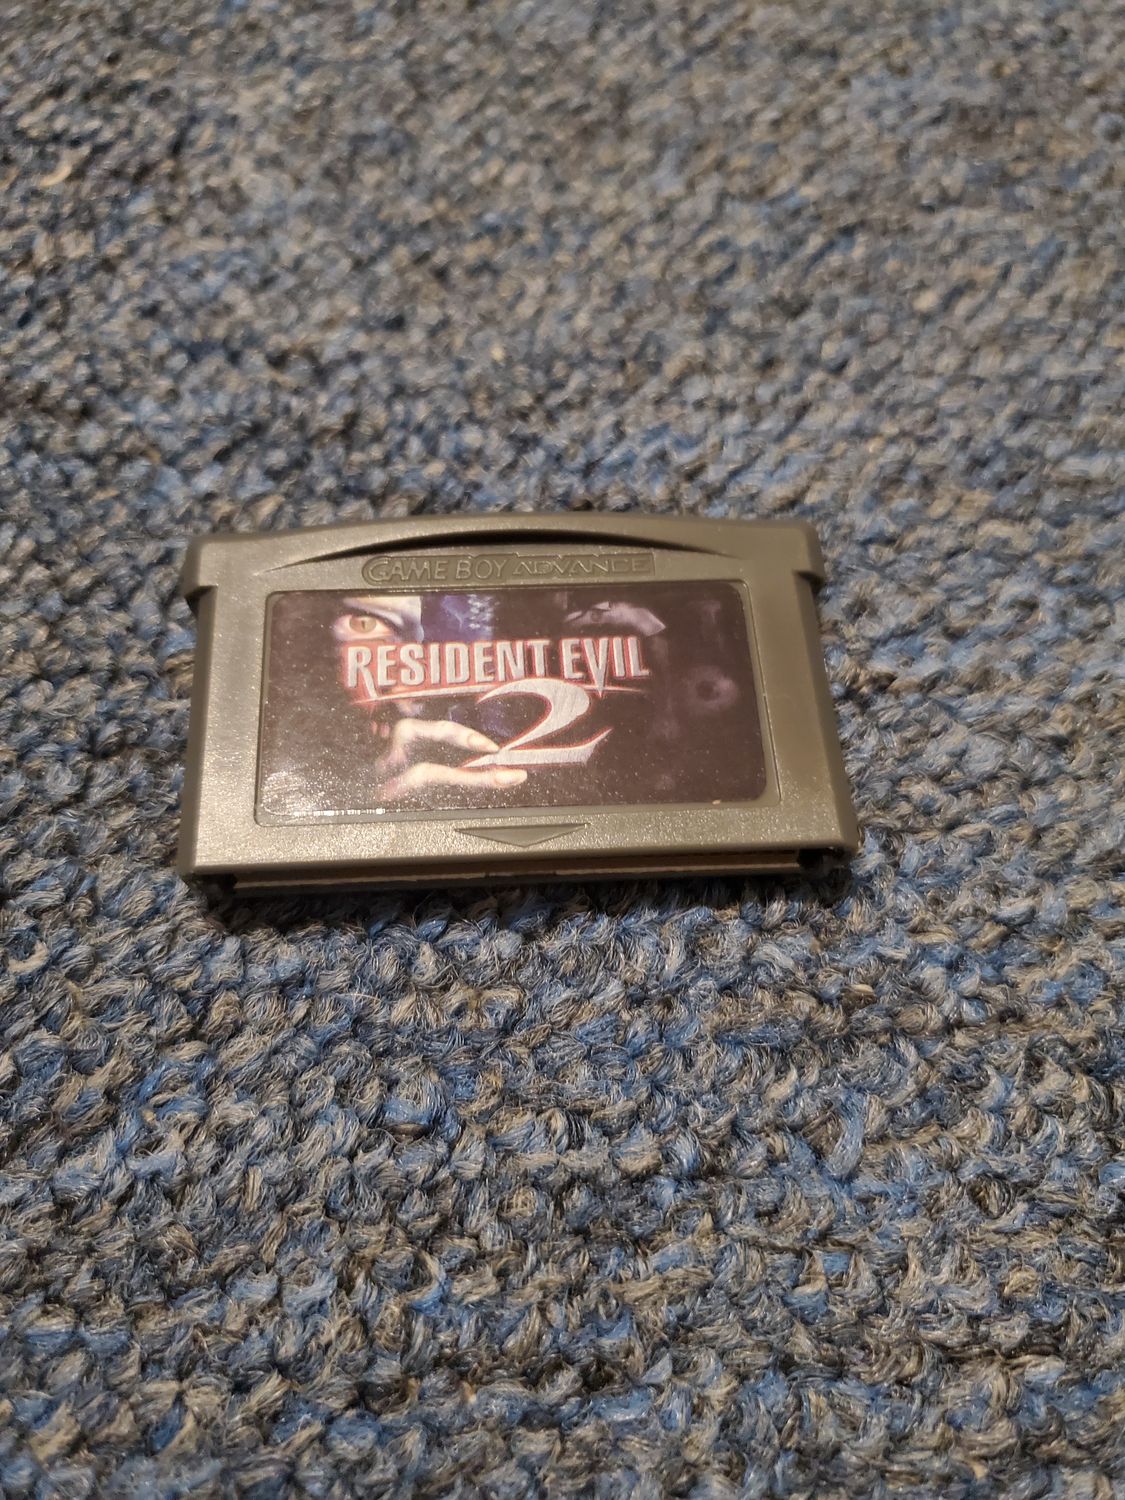 GAME BOY ADVANCE
RESIDENT EVIL
2